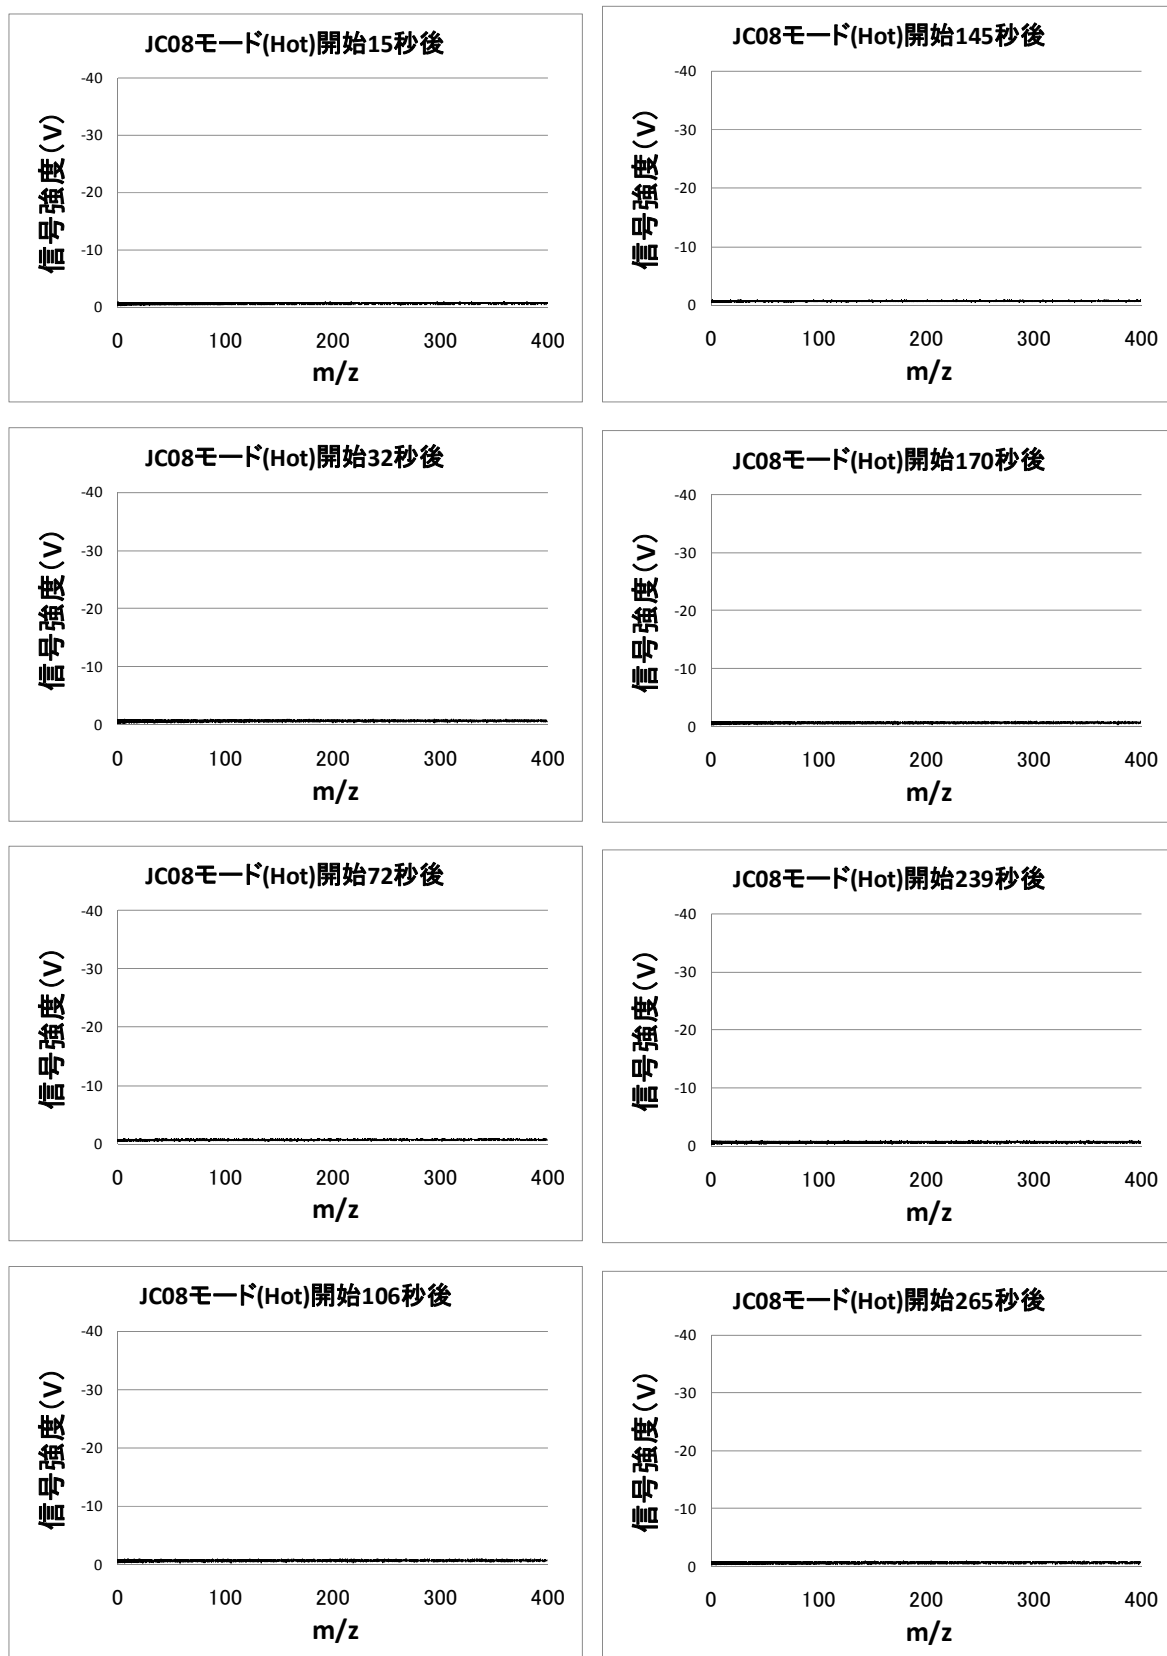 JC08モード(Hot)開始15秒後
信号強度(V)
-40
-30
-20
-10
0
0 100 200 300 400
m/z
JC08モード(Hot)開始145秒後
信号強度(V)
-40
-30
-20
-10
0
0 100 200 300 400
m/z
JC08モード(Hot)開始32秒後
信号強度(V)
-40
-30
-20
-10
0
0 100 200 300 400
m/z
JC08モード(Hot)開始170秒後
信号強度(V)
-40
-30
-20
-10
0
0 100 200 300 400
m/z
JC08モード(Hot)開始72秒後
信号強度(V)
-40
-30
-20
-10
0
0 100 200 300 400
m/z
JC08モード(Hot)開始239秒後
信号強度(V)
-40
-30
-20
-10
0
0 100 200 300 400
m/z
JC08モード(Hot)開始106秒後
信号強度(V)
-40
-30
-20
-10
0
0 100 200 300 400
m/z
JC08モード(Hot)開始265秒後
信号強度(V)
-40
-30
-20
-10
0
0 100 200 300 400
m/z